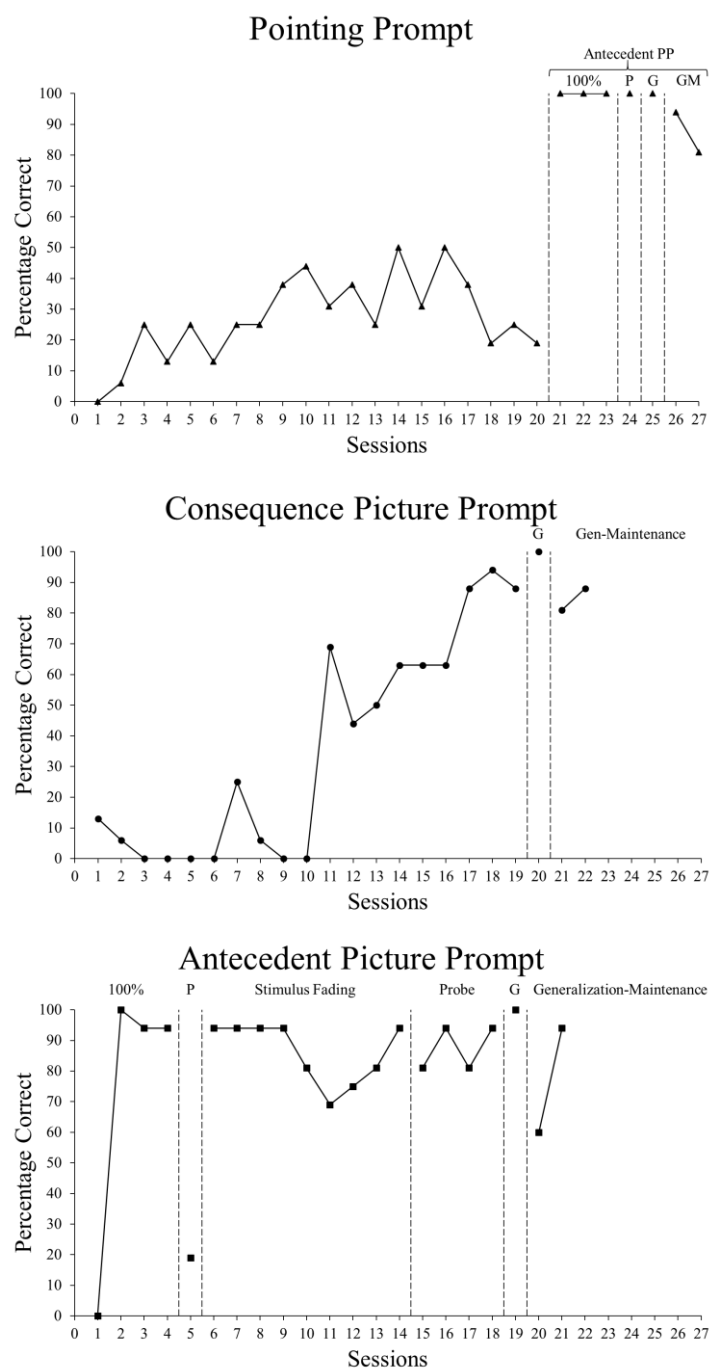 Pointing Prompt
Antecedent PP
100% P G GM
100
90
80
70
60
50
40
30
20
10
0
Percentage Correct
0 1 2 3 4 5 6 7 8 9 10 11 12 13 14 15 16 17 18 19 20 21 22 23 24 25 26 27
Sessions
Consequence Picture Prompt
G Gen-Maintenance
100
90
80
70
60
50
40
30
20
10
0
Percentage Correct
0 1 2 3 4 5 6 7 8 9 10 11 12 13 14 15 16 17 18 19 20 21 22 23 24 25 26 27
Sessions
Antecedent Picture Prompt
100% P Stimulus Fading Probe G Generalization-Maintenance
100
90
80
70
60
50
40
30
20
10
0
Percentage Correct
0 1 2 3 4 5 6 7 8 9 10 11 12 13 14 15 16 17 18 19 20 21 22 23 24 25 26 27
Sessions